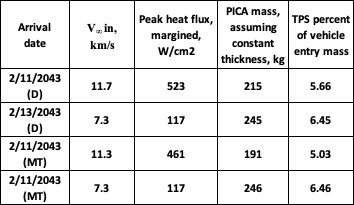 Arrival date
V∞ in, km/s
Peak heat flux, margined, W/cm2
PICA mass, assuming constant thickness, kg
TPS percent of vehicle entry mass
2/11/2043 (D) 11.7 523 215 5.66
2/13/2043 (D) 7.3 117 245 6.45
2/11/2043 (MT) 11.3 461 191 5.03
2/11/2043 (MT) 7.3 117 246 6.46